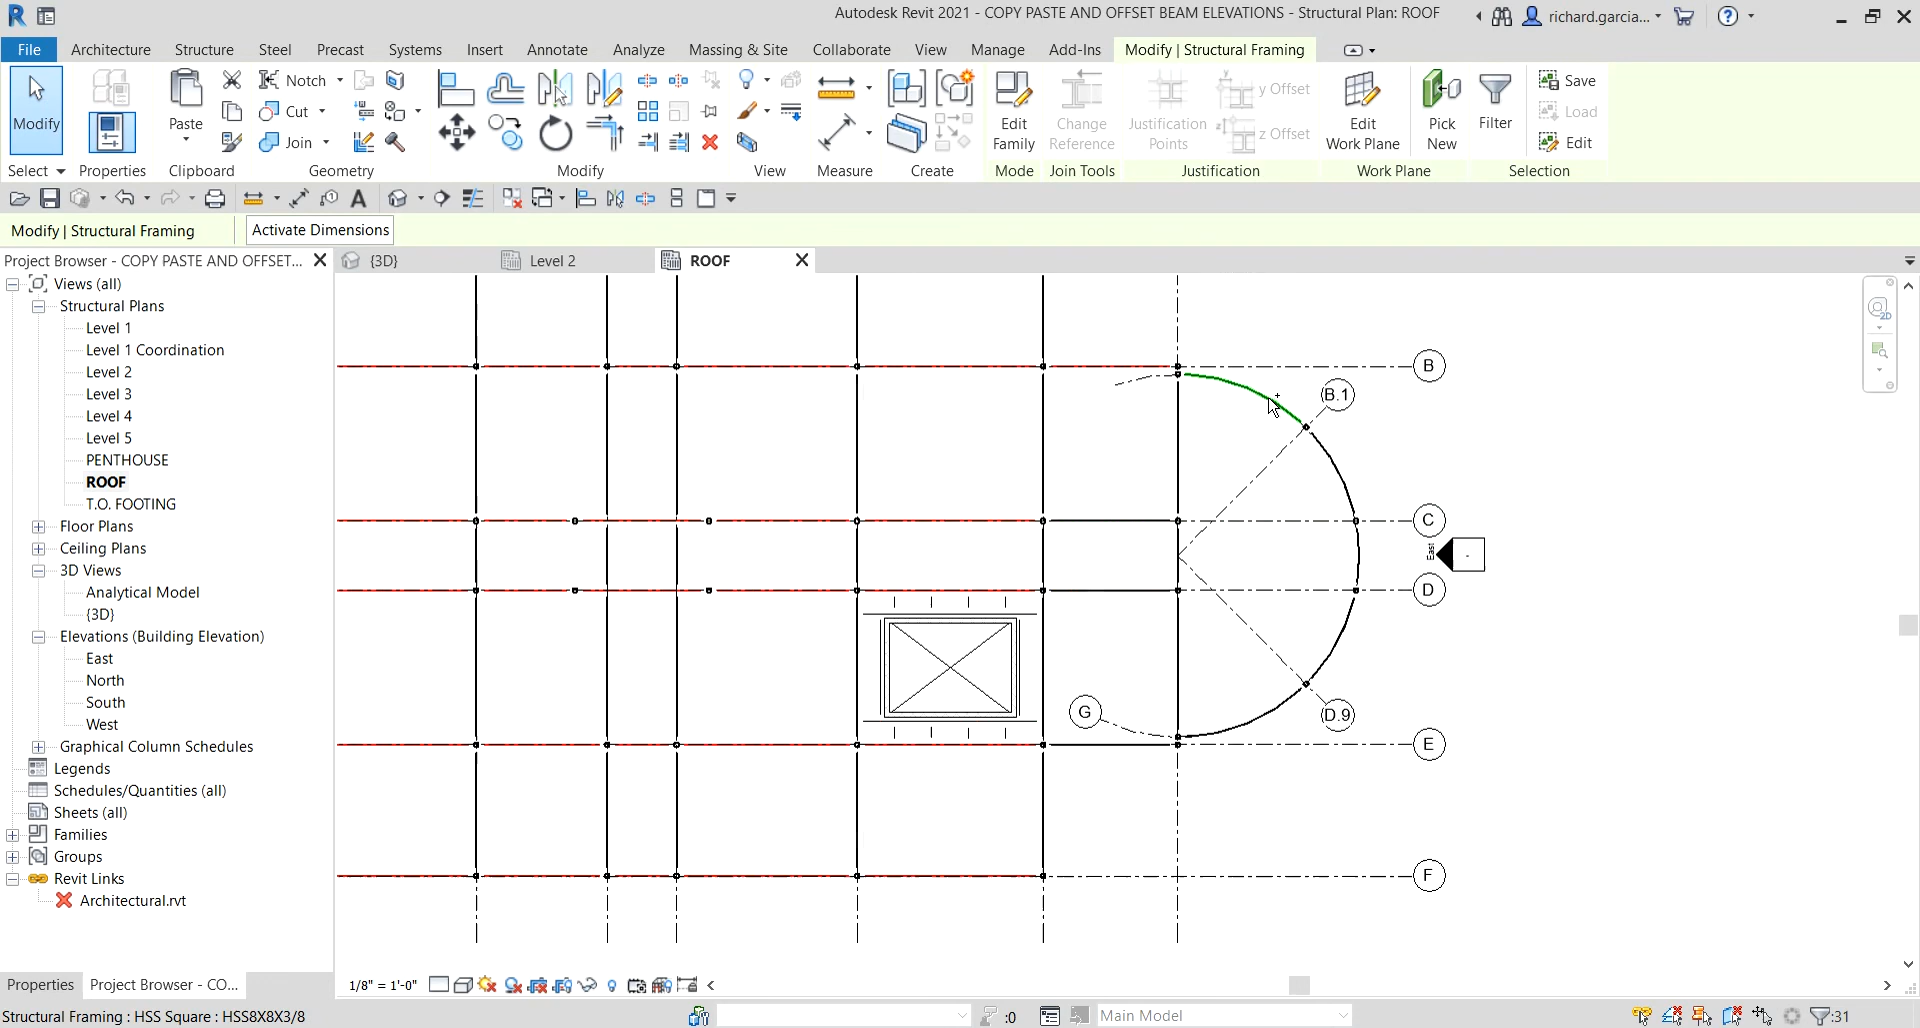 Autodesk Revit 2021 - COPY PASTE AND OFFSET BEAM ELEVATIONS - Structural Plan: ROOF
richard.garcia...
File
Architecture
Structure
Steel
Precast
Systems
Insert
Annotate
Analyze
Massing & Site
Collaborate
View
Manage
Add-Ins
Modify | Structural Framing
Modify
Paste
Notch
Cut
Join
Edit
Family
Change
Reference
Justification
Points
y Offset
z Offset
Edit
Work Plane
Pick
New
Filter
Save
Load
Edit
Select
Properties
Clipboard
Geometry
Modify
View
Measure
Create
Mode
Join Tools
Justification
Work Plane
Selection
Modify | Structural Framing
Activate Dimensions
Project Browser - COPY PASTE AND OFFSET...
{3D}
Level 2
ROOF
Views (all)
Structural Plans
Level 1
Level 1 Coordination
Level 2
Level 3
Level 4
Level 5
PENTHOUSE
ROOF
T.O. FOOTING
Floor Plans
Ceiling Plans
3D Views
Analytical Model
{3D}
Elevations (Building Elevation)
East
North
South
West
Graphical Column Schedules
Legends
Schedules/Quantities (all)
Sheets (all)
Families
Groups
Revit Links
Architectural.rvt
B
B.1
C
East
-
D
G
D.9
E
F
2D
Properties
Project Browser - CO...
1/8" = 1'-0"
Structural Framing : HSS Square : HSS8X8X3/8
:0
Main Model
:31